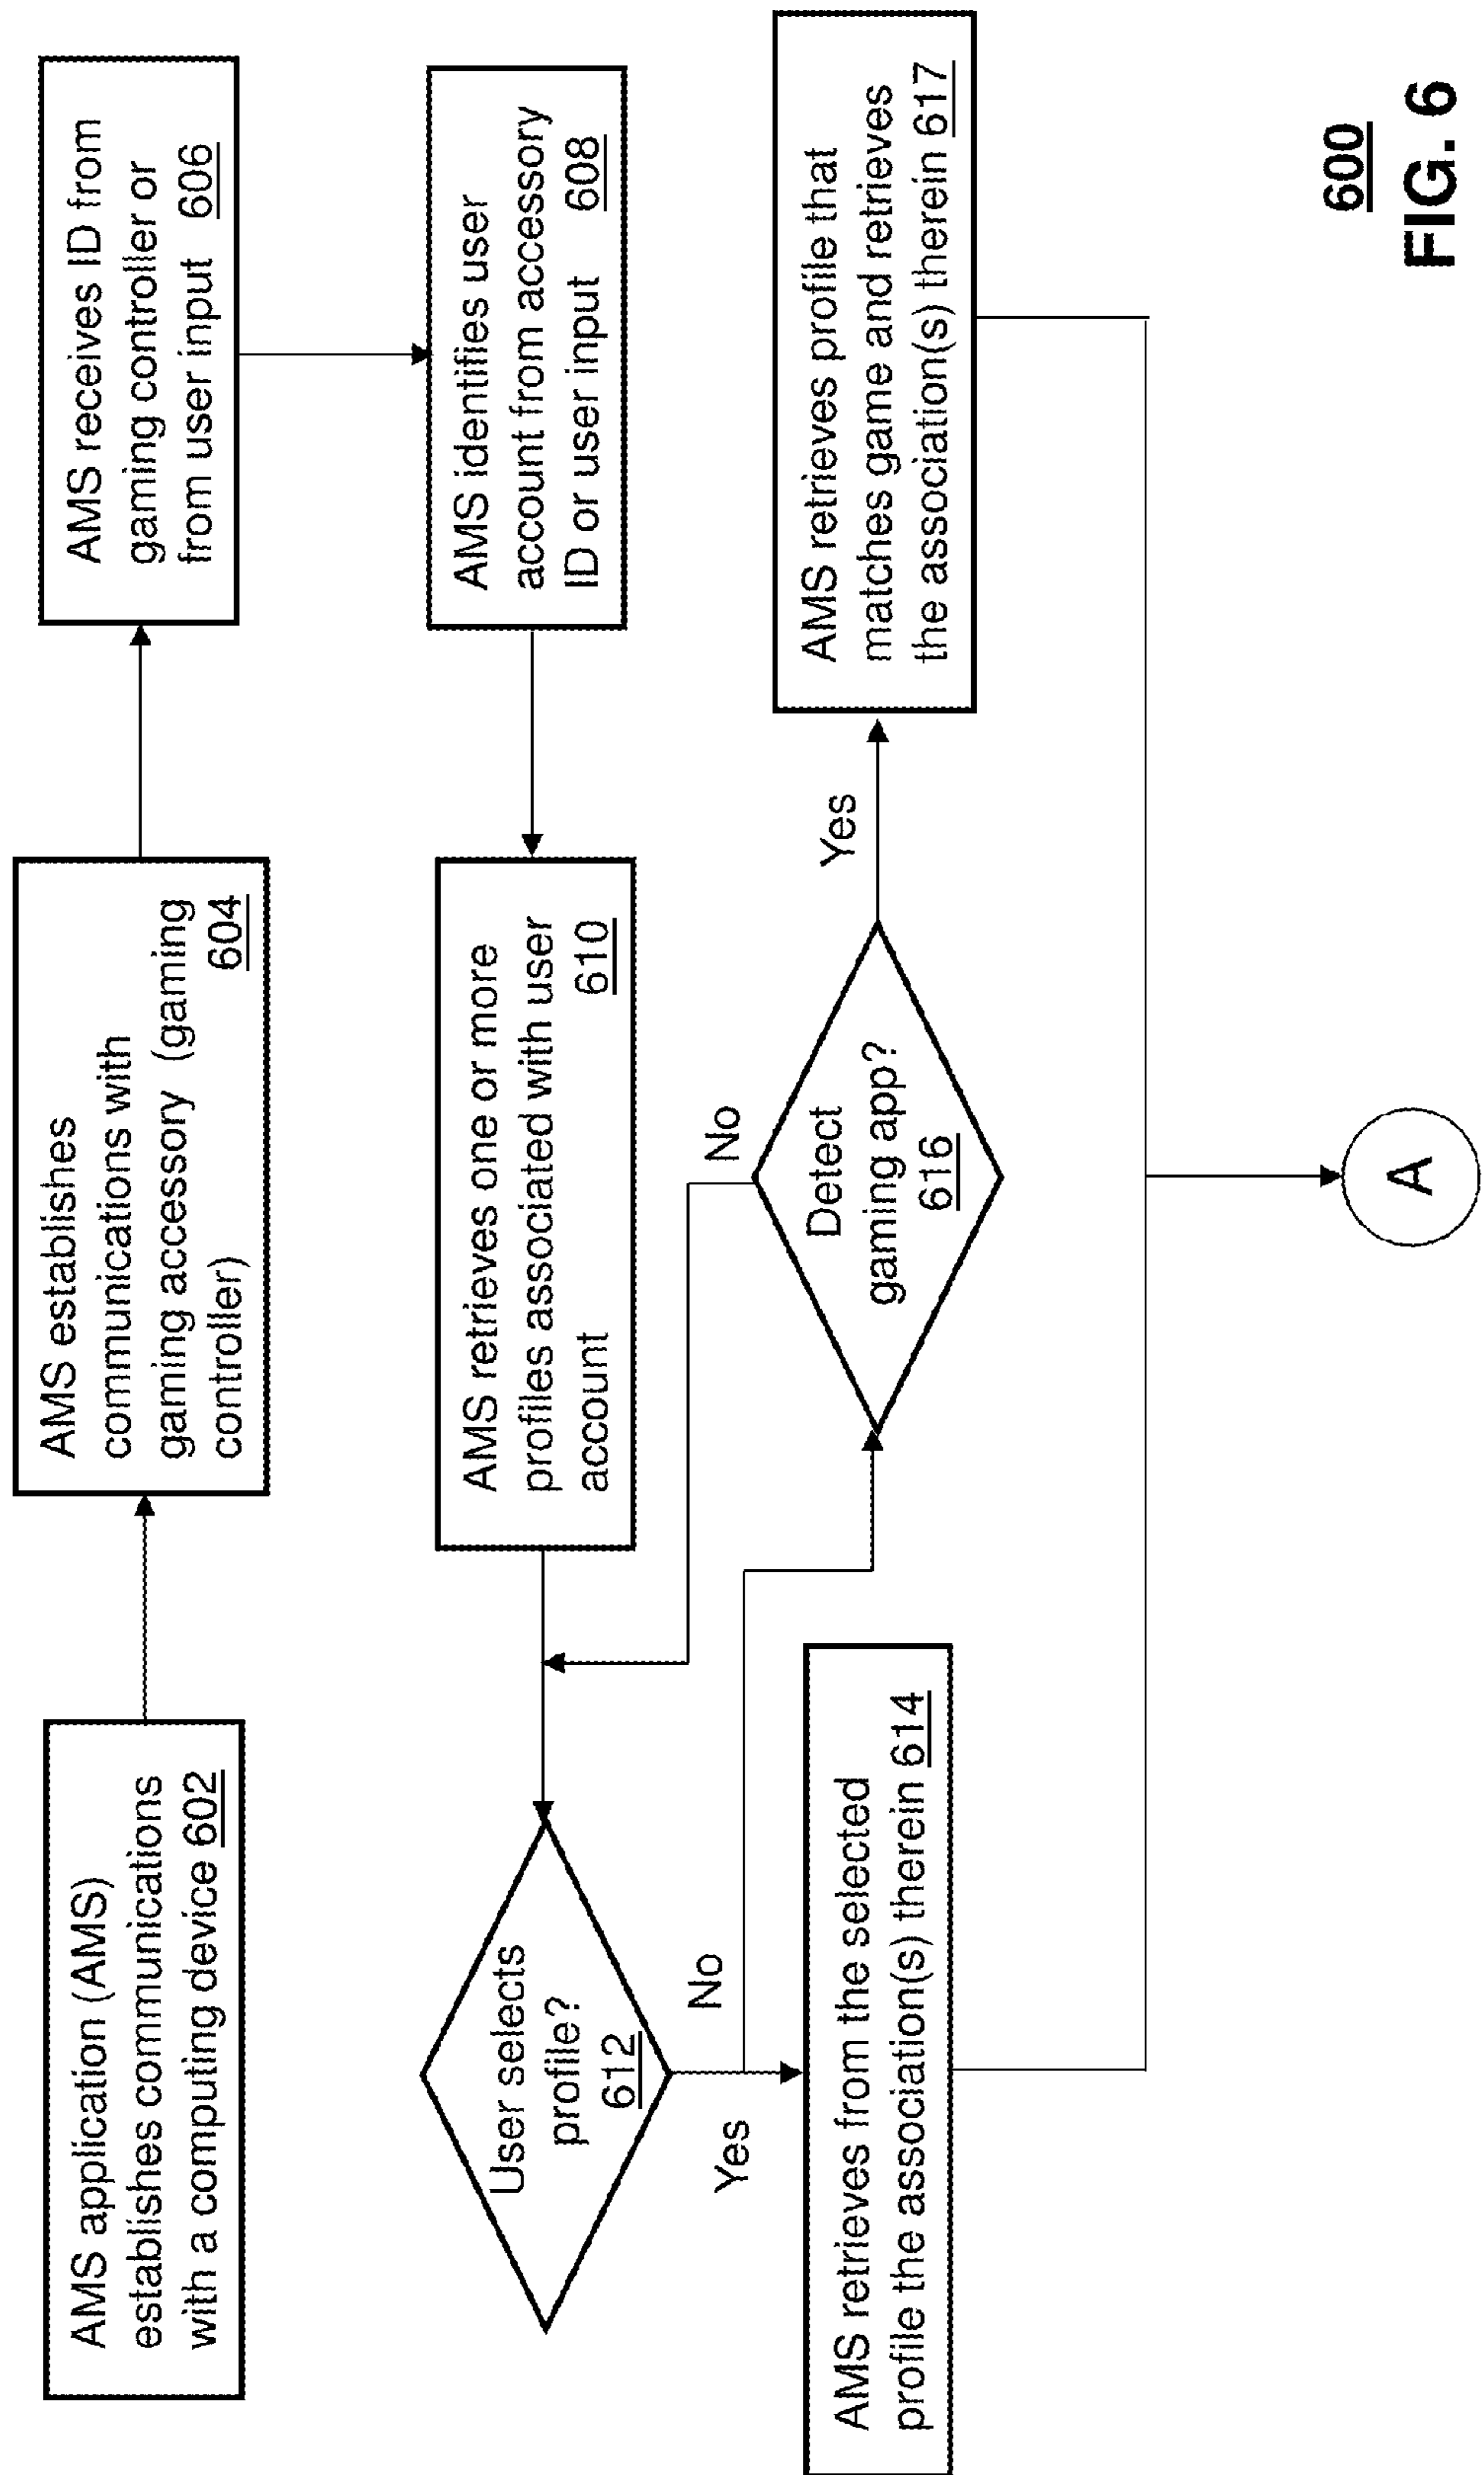 AMS application (AMS)
establishes communications
with a computing device 602
AMS establishes
communications with
gaming accessory (gaming
controller) 604
AMS receives ID from
gaming controller or
from user input 606
AMS identifies user
account from accessory
ID or user input 608
AMS retrieves one or more
profiles associated with user
account 610
User selects
profile?
612
No
Yes
AMS retrieves from the selected
profile the association(s) therein 614
Detect
gaming app?
616
No
Yes
AMS retrieves profile that
matches game and retrieves
the association(s) therein 617
A
600
FIG. 6